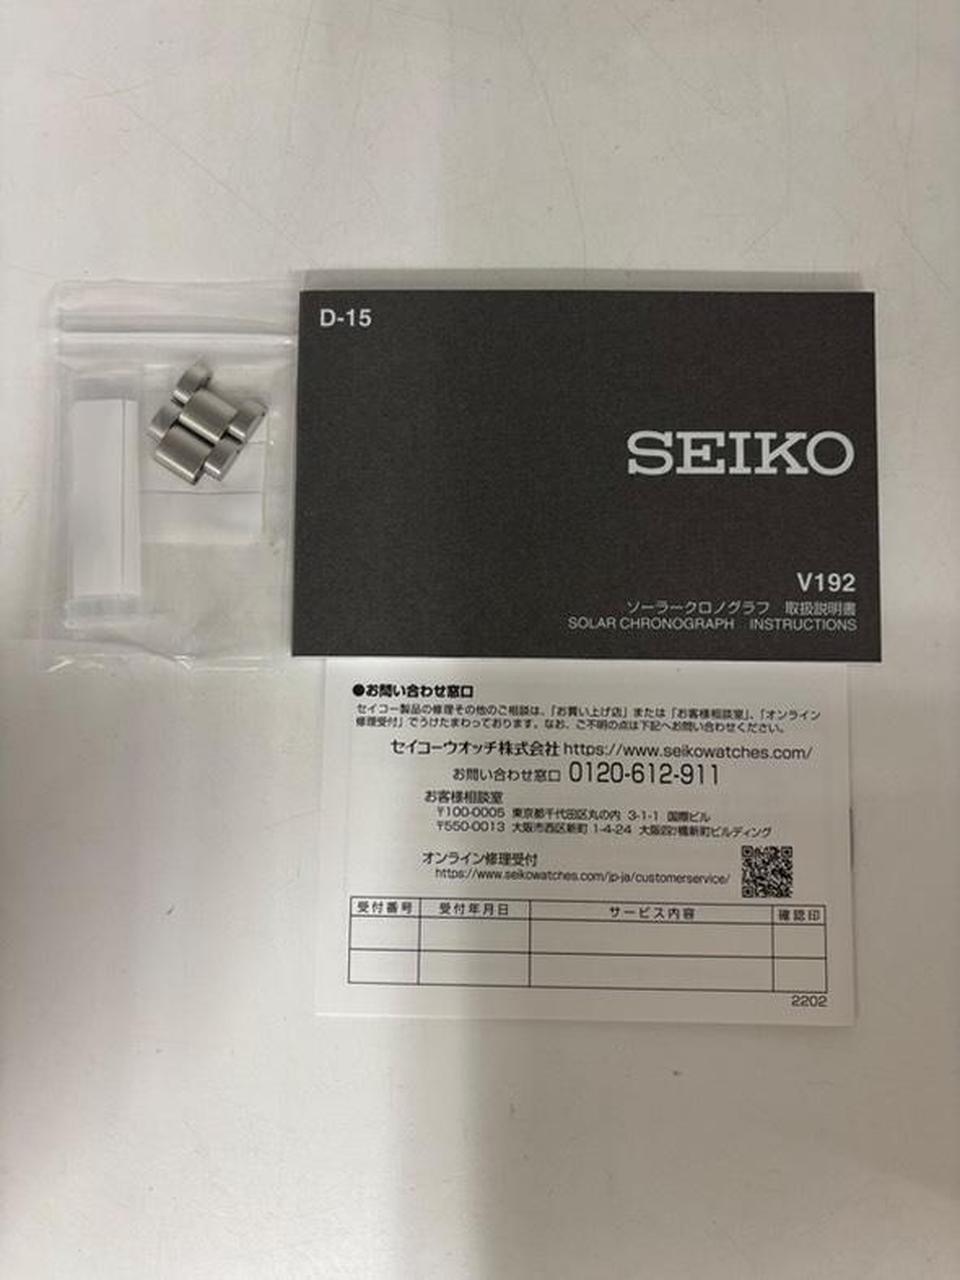 D-15
SEIKO
V192
ソーラークロノグラフ 取扱説明書
SOLAR CHRONOGRAPH INSTRUCTIONS
●お問い合わせ窓口
セイコー製品の修理その他のご相談は、「お買い上げ店」または「お客様相談室」、「オンライン
修理受付」でうけたまわっております。なお、ご不明の点は下記へお問い合わせください。
セイコーウオッチ株式会社 https://www.seikowatches.com/
お問い合わせ窓口 0120-612-911
お客様相談室
〒100-0005 東京都千代田区丸の内 3-1-1 国際ビル
〒550-0013 大阪市西区新町 1-4-24 大阪四ツ橋新町ビルディング
オンライン修理受付
https://www.seikowatches.com/jp-ja/customerservice/
受付番号 受付年月日 サービス内容 確認印
2202